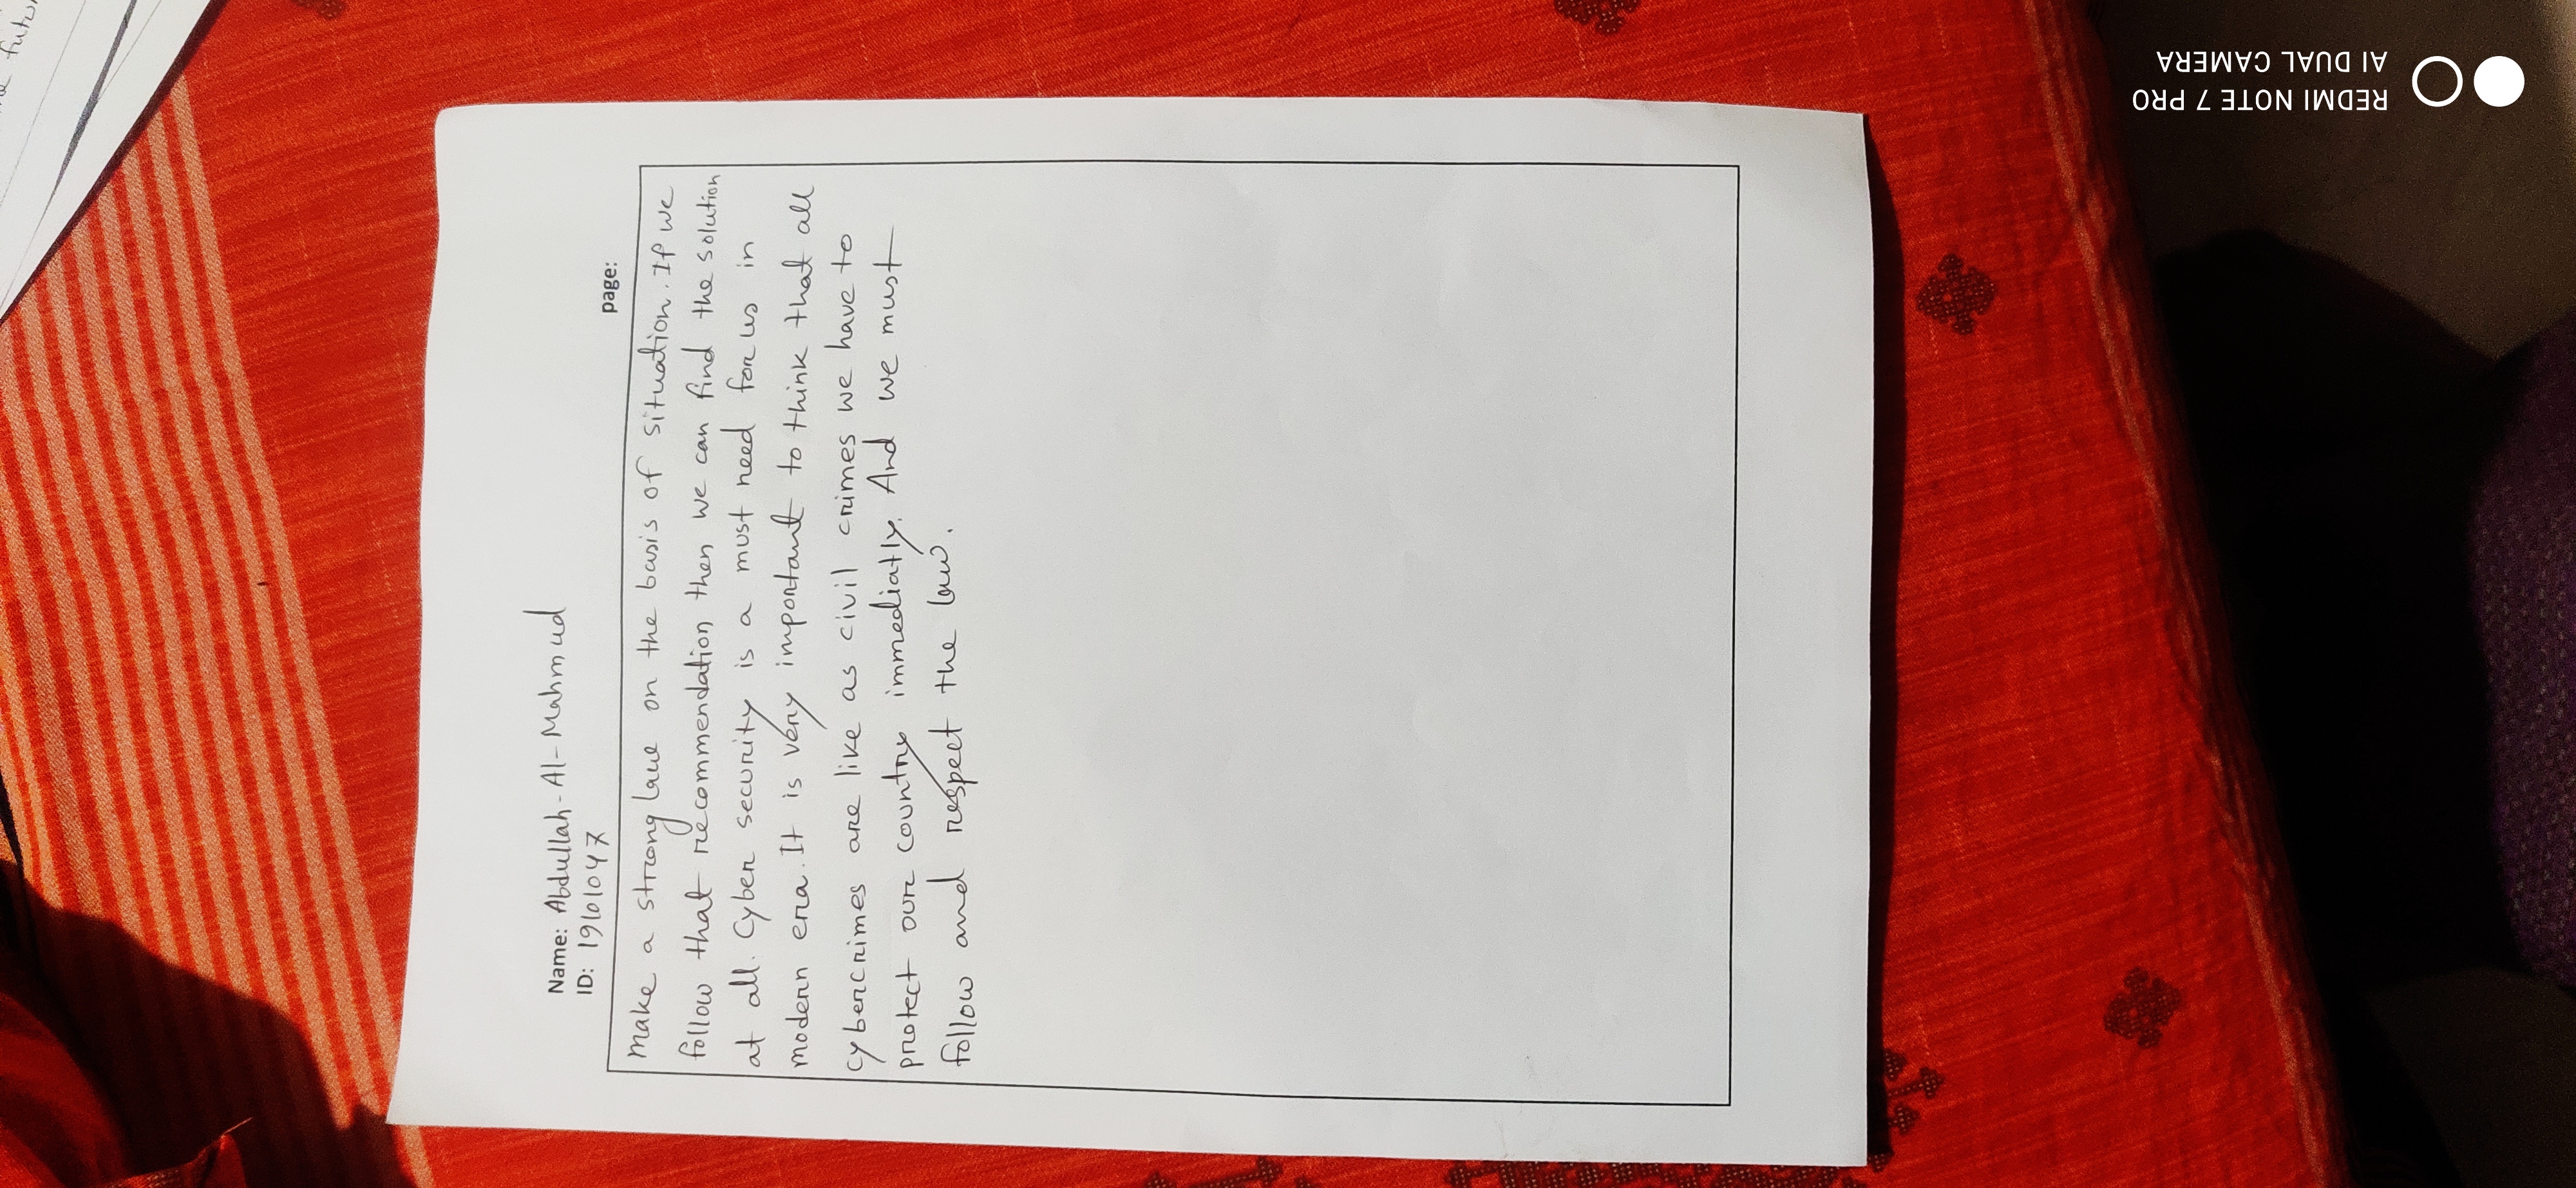 Name: Abdullah-Al-Mahmud
ID: 19101047
page:
make a strong law on the basis of situation. If we
follow that recommendation then we can find the solution
at all. Cyber security is a must need for us in
modern era. It is very important to think that all
cybercrimes are like as civil crimes we have to
protect our country immediatly. And we must
follow and respect the law.
REDMI NOTE 7 PRO
AI DUAL CAMERA